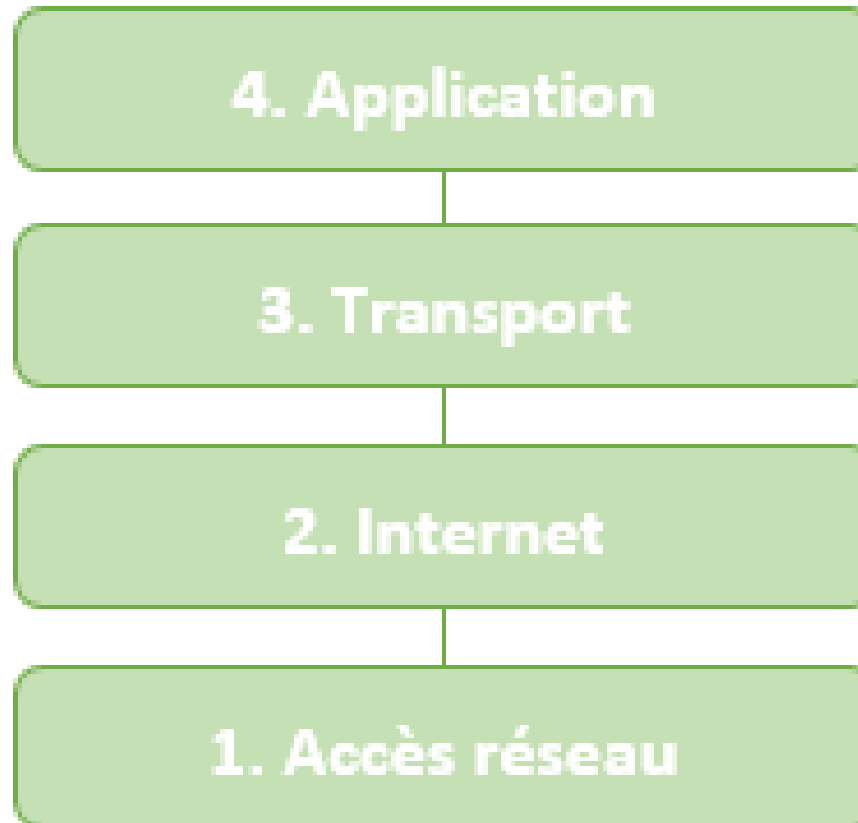 4. Application
3. Transport
2. Internet
1. Accès réseau